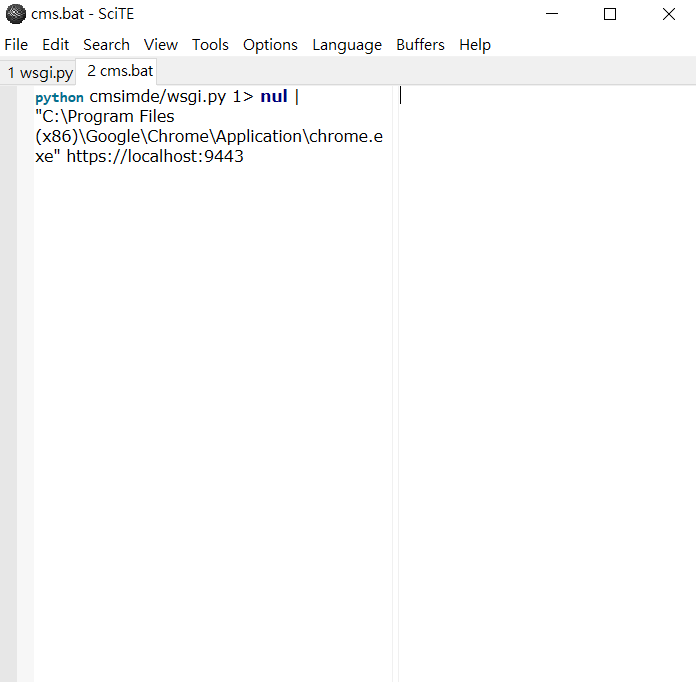 cms.bat - SciTE
File Edit Search View Tools Options Language Buffers Help
1 wsgi.py 2 cms.bat
python cmsimde/wsgi.py 1> nul |
"C:\Program Files
(x86)\Google\Chrome\Application\chrome.e
xe" https://localhost:9443